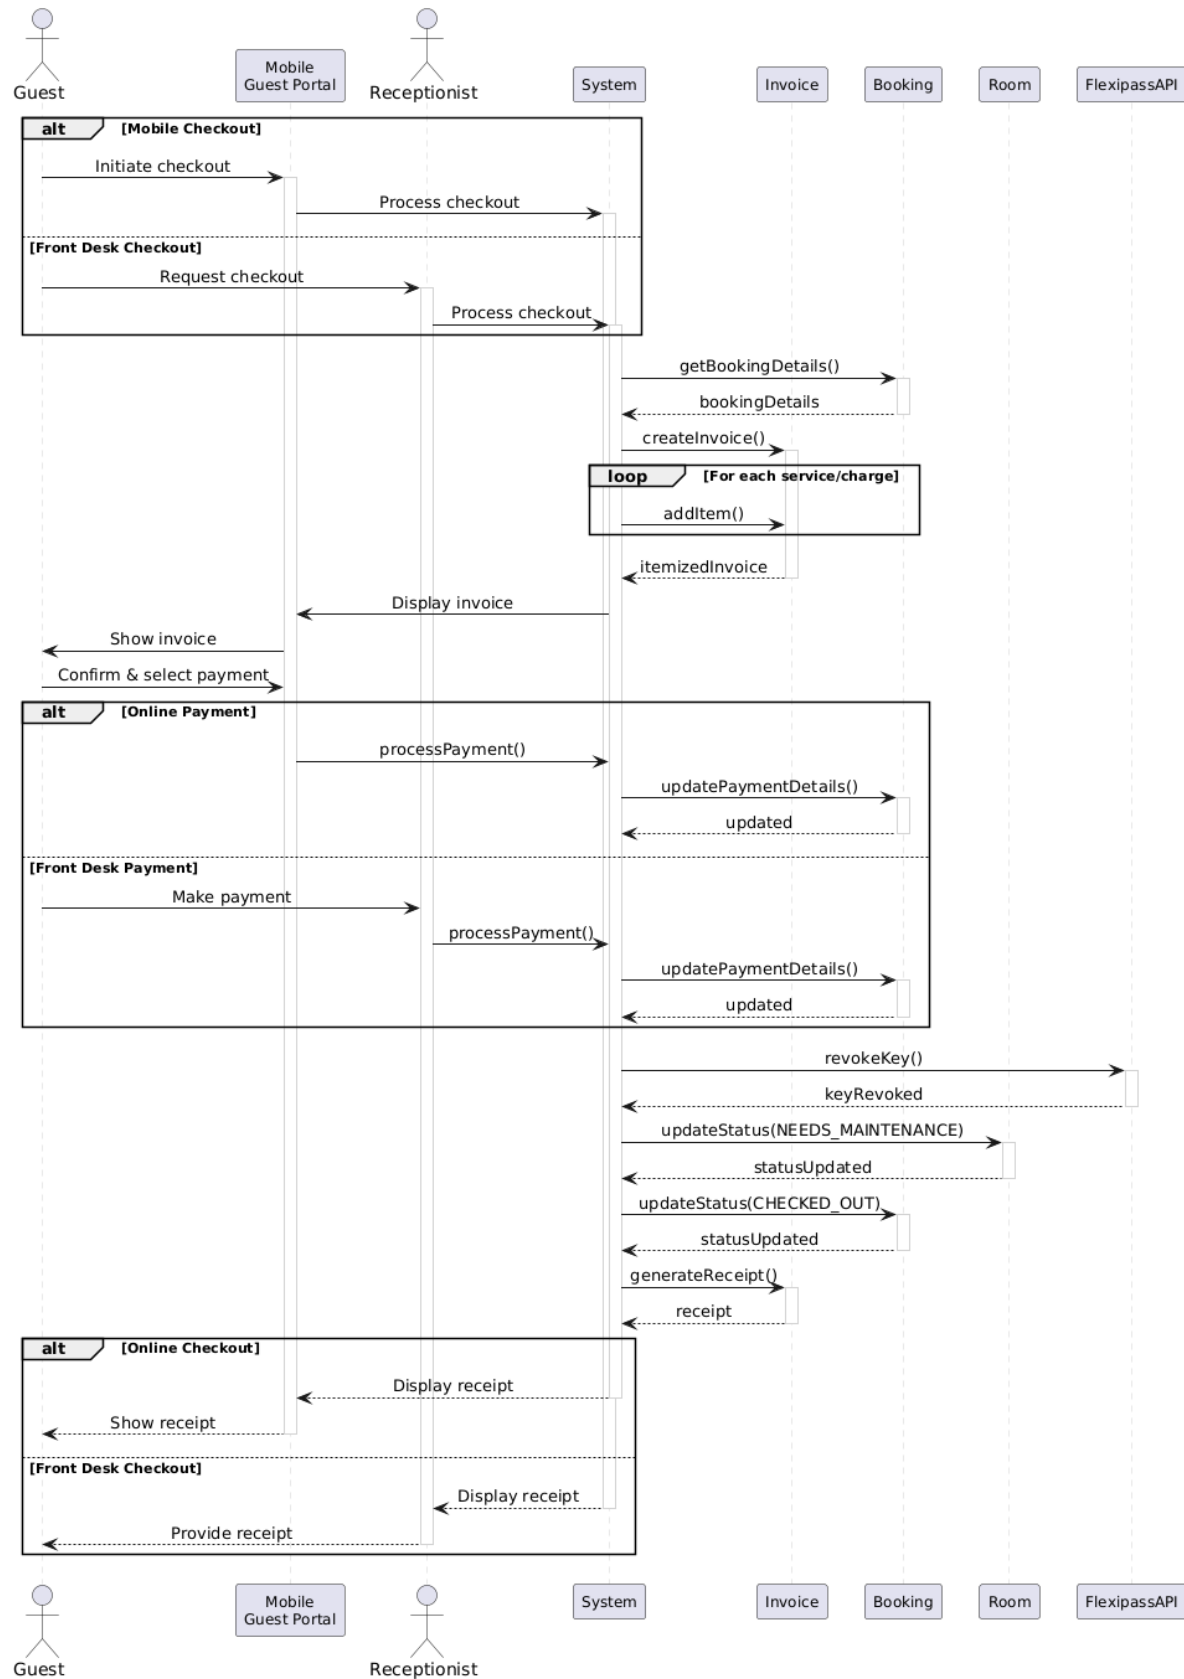 Guest
Mobile
Guest Portal
Receptionist
System
Invoice
Booking
Room
FlexipassAPI
alt [Mobile Checkout]
Initiate checkout
Process checkout
[Front Desk Checkout]
Request checkout
Process checkout
getBookingDetails()
bookingDetails
createInvoice()
loop [For each service/charge]
addItem()
itemizedInvoice
Display invoice
Show invoice
Confirm & select payment
alt [Online Payment]
processPayment()
updatePaymentDetails()
updated
[Front Desk Payment]
Make payment
processPayment()
updatePaymentDetails()
updated
revokeKey()
keyRevoked
updateStatus(NEEDS_MAINTENANCE)
statusUpdated
updateStatus(CHECKED_OUT)
statusUpdated
generateReceipt()
receipt
alt [Online Checkout]
Display receipt
Show receipt
[Front Desk Checkout]
Display receipt
Provide receipt
Guest
Mobile
Guest Portal
Receptionist
System
Invoice
Booking
Room
FlexipassAPI